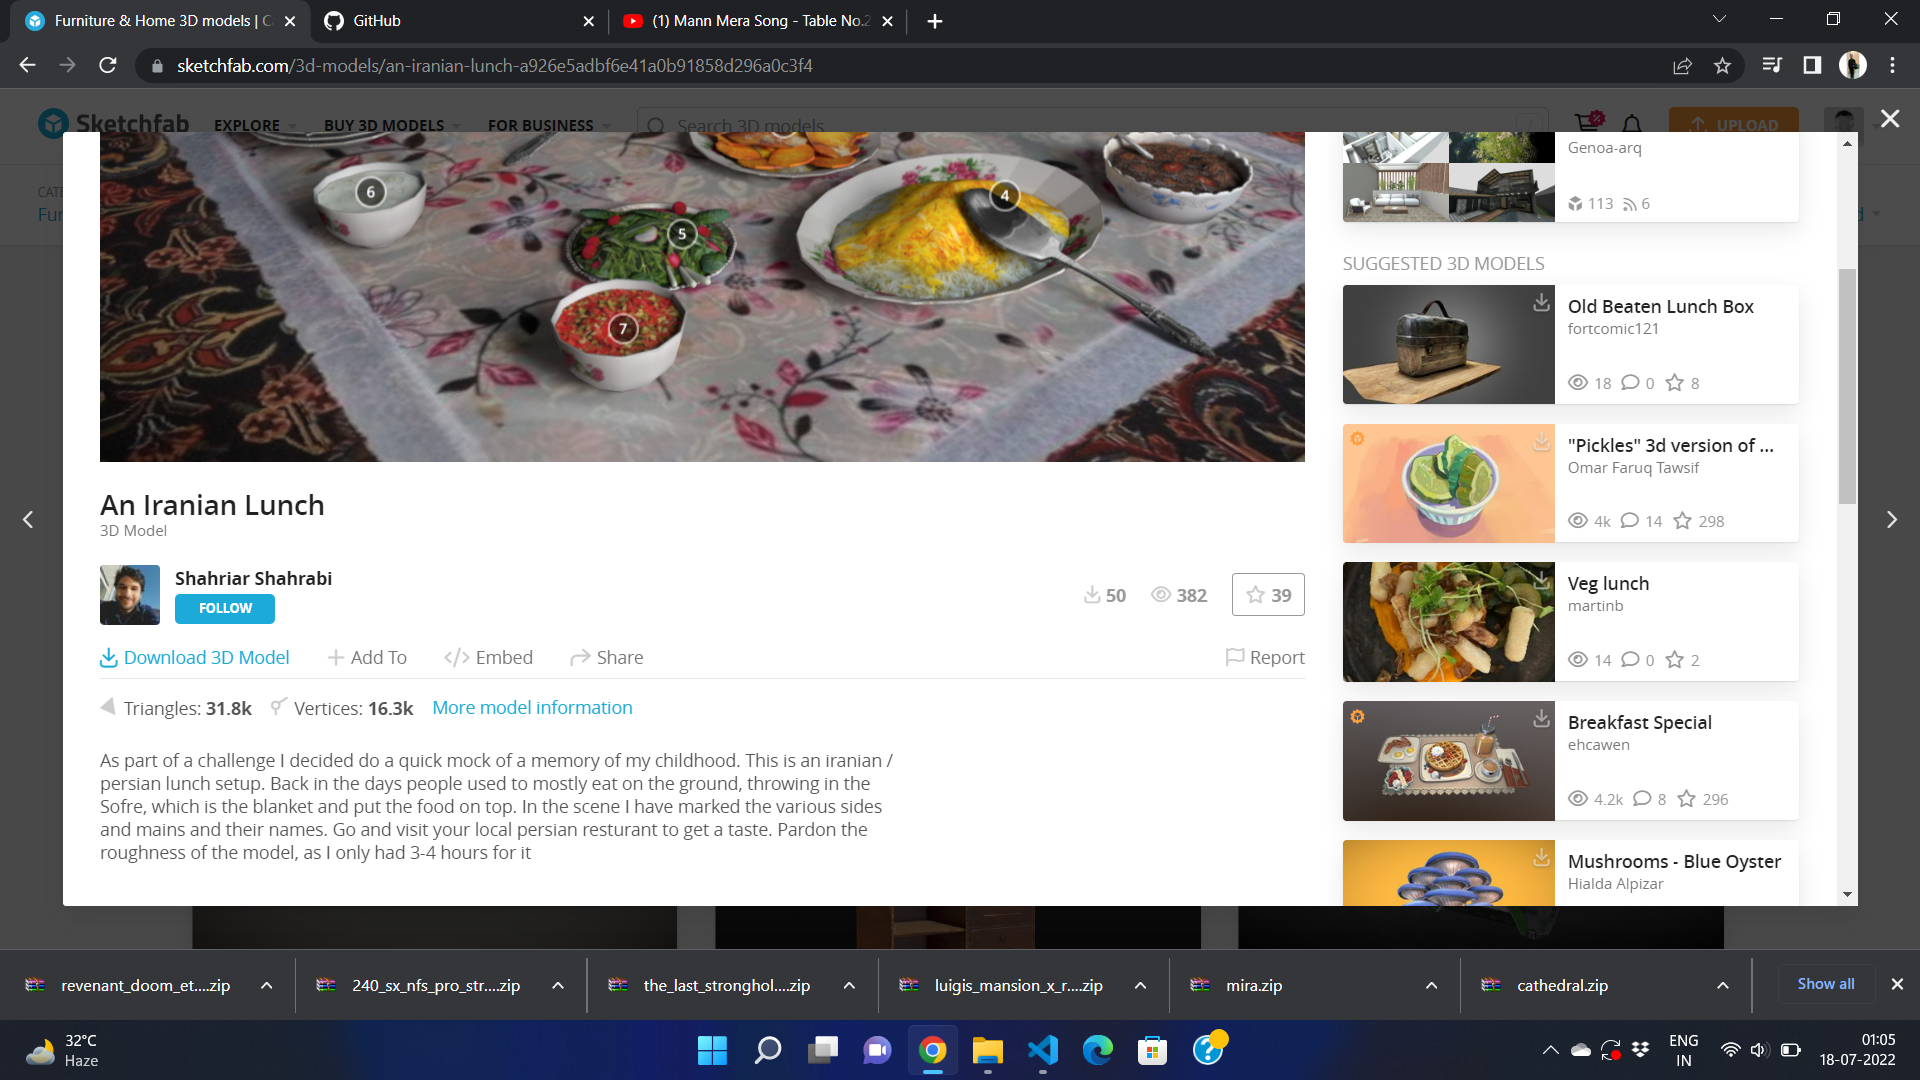 Furniture & Home 3D models | C
GitHub
(1) Mann Mera Song - Table No.2
sketchfab.com/3d-models/an-iranian-lunch-a926e5adbf6e41a0b91858d296a0c3f4
Sketchfab
EXPLORE
BUY 3D MODELS
FOR BUSINESS
Search 3D models
UPLOAD
CATE
Fur
d
6
5
4
7
Genoa-arq
113 6
SUGGESTED 3D MODELS
Old Beaten Lunch Box
fortcomic121
18 0 8
"Pickles" 3d version of ...
Omar Faruq Tawsif
4k 14 298
Veg lunch
martinb
14 0 2
Breakfast Special
ehcawen
4.2k 8 296
Mushrooms - Blue Oyster
Hialda Alpizar
An Iranian Lunch
3D Model
Shahriar Shahrabi
FOLLOW
50 382 39
Download 3D Model
Add To
Embed
Share
Report
Triangles: 31.8k
Vertices: 16.3k
More model information
As part of a challenge I decided do a quick mock of a memory of my childhood. This is an iranian /
persian lunch setup. Back in the days people used to mostly eat on the ground, throwing in the
Sofre, which is the blanket and put the food on top. In the scene I have marked the various sides
and mains and their names. Go and visit your local persian resturant to get a taste. Pardon the
roughness of the model, as I only had 3-4 hours for it
revenant_doom_et....zip
240_sx_nfs_pro_str....zip
the_last_stronghol....zip
luigis_mansion_x_r....zip
mira.zip
cathedral.zip
Show all
32°C
Haze
ENG
IN
01:05
18-07-2022